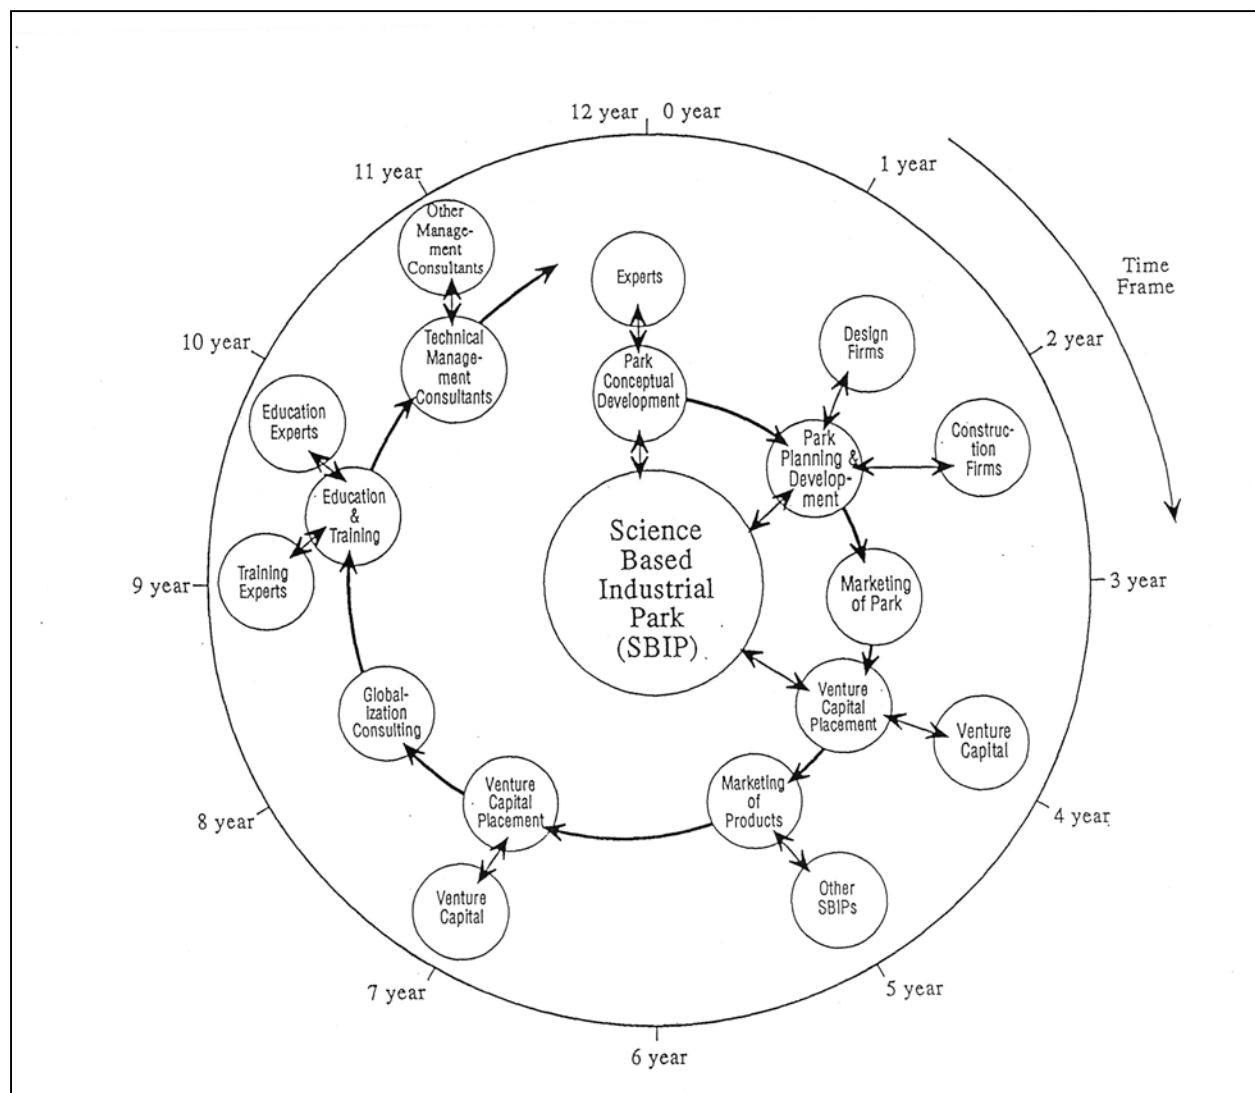 12 year
0 year
1 year
2 year
3 year
4 year
5 year
6 year
7 year
8 year
9 year
10 year
11 year
Time
Frame
Experts
Park
Conceptual
Development
Design
Firms
Park
Planning &
Develop-
ment
Construc-
tion
Firms
Marketing
of Park
Venture
Capital
Placement
Venture
Capital
Marketing
of
Products
Other
SBIPs
Venture
Capital
Placement
Venture
Capital
Global-
ization
Consulting
Education
&
Training
Training
Experts
Education
Experts
Technical
Manage-
ment
Consultants
Other
Manage-
ment
Consultants
Science
Based
Industrial
Park
(SBIP)